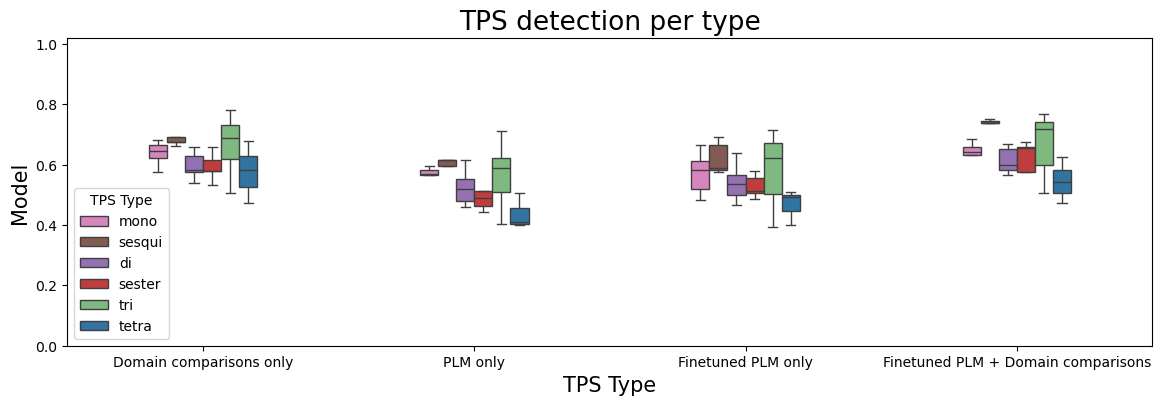 TPS detection per type
Model
1.0
0.8
0.6
0.4
0.2
0.0
TPS Type
mono
sesqui
di
sester
tri
tetra
Domain comparisons only
PLM only
Finetuned PLM only
Finetuned PLM + Domain comparisons
TPS Type